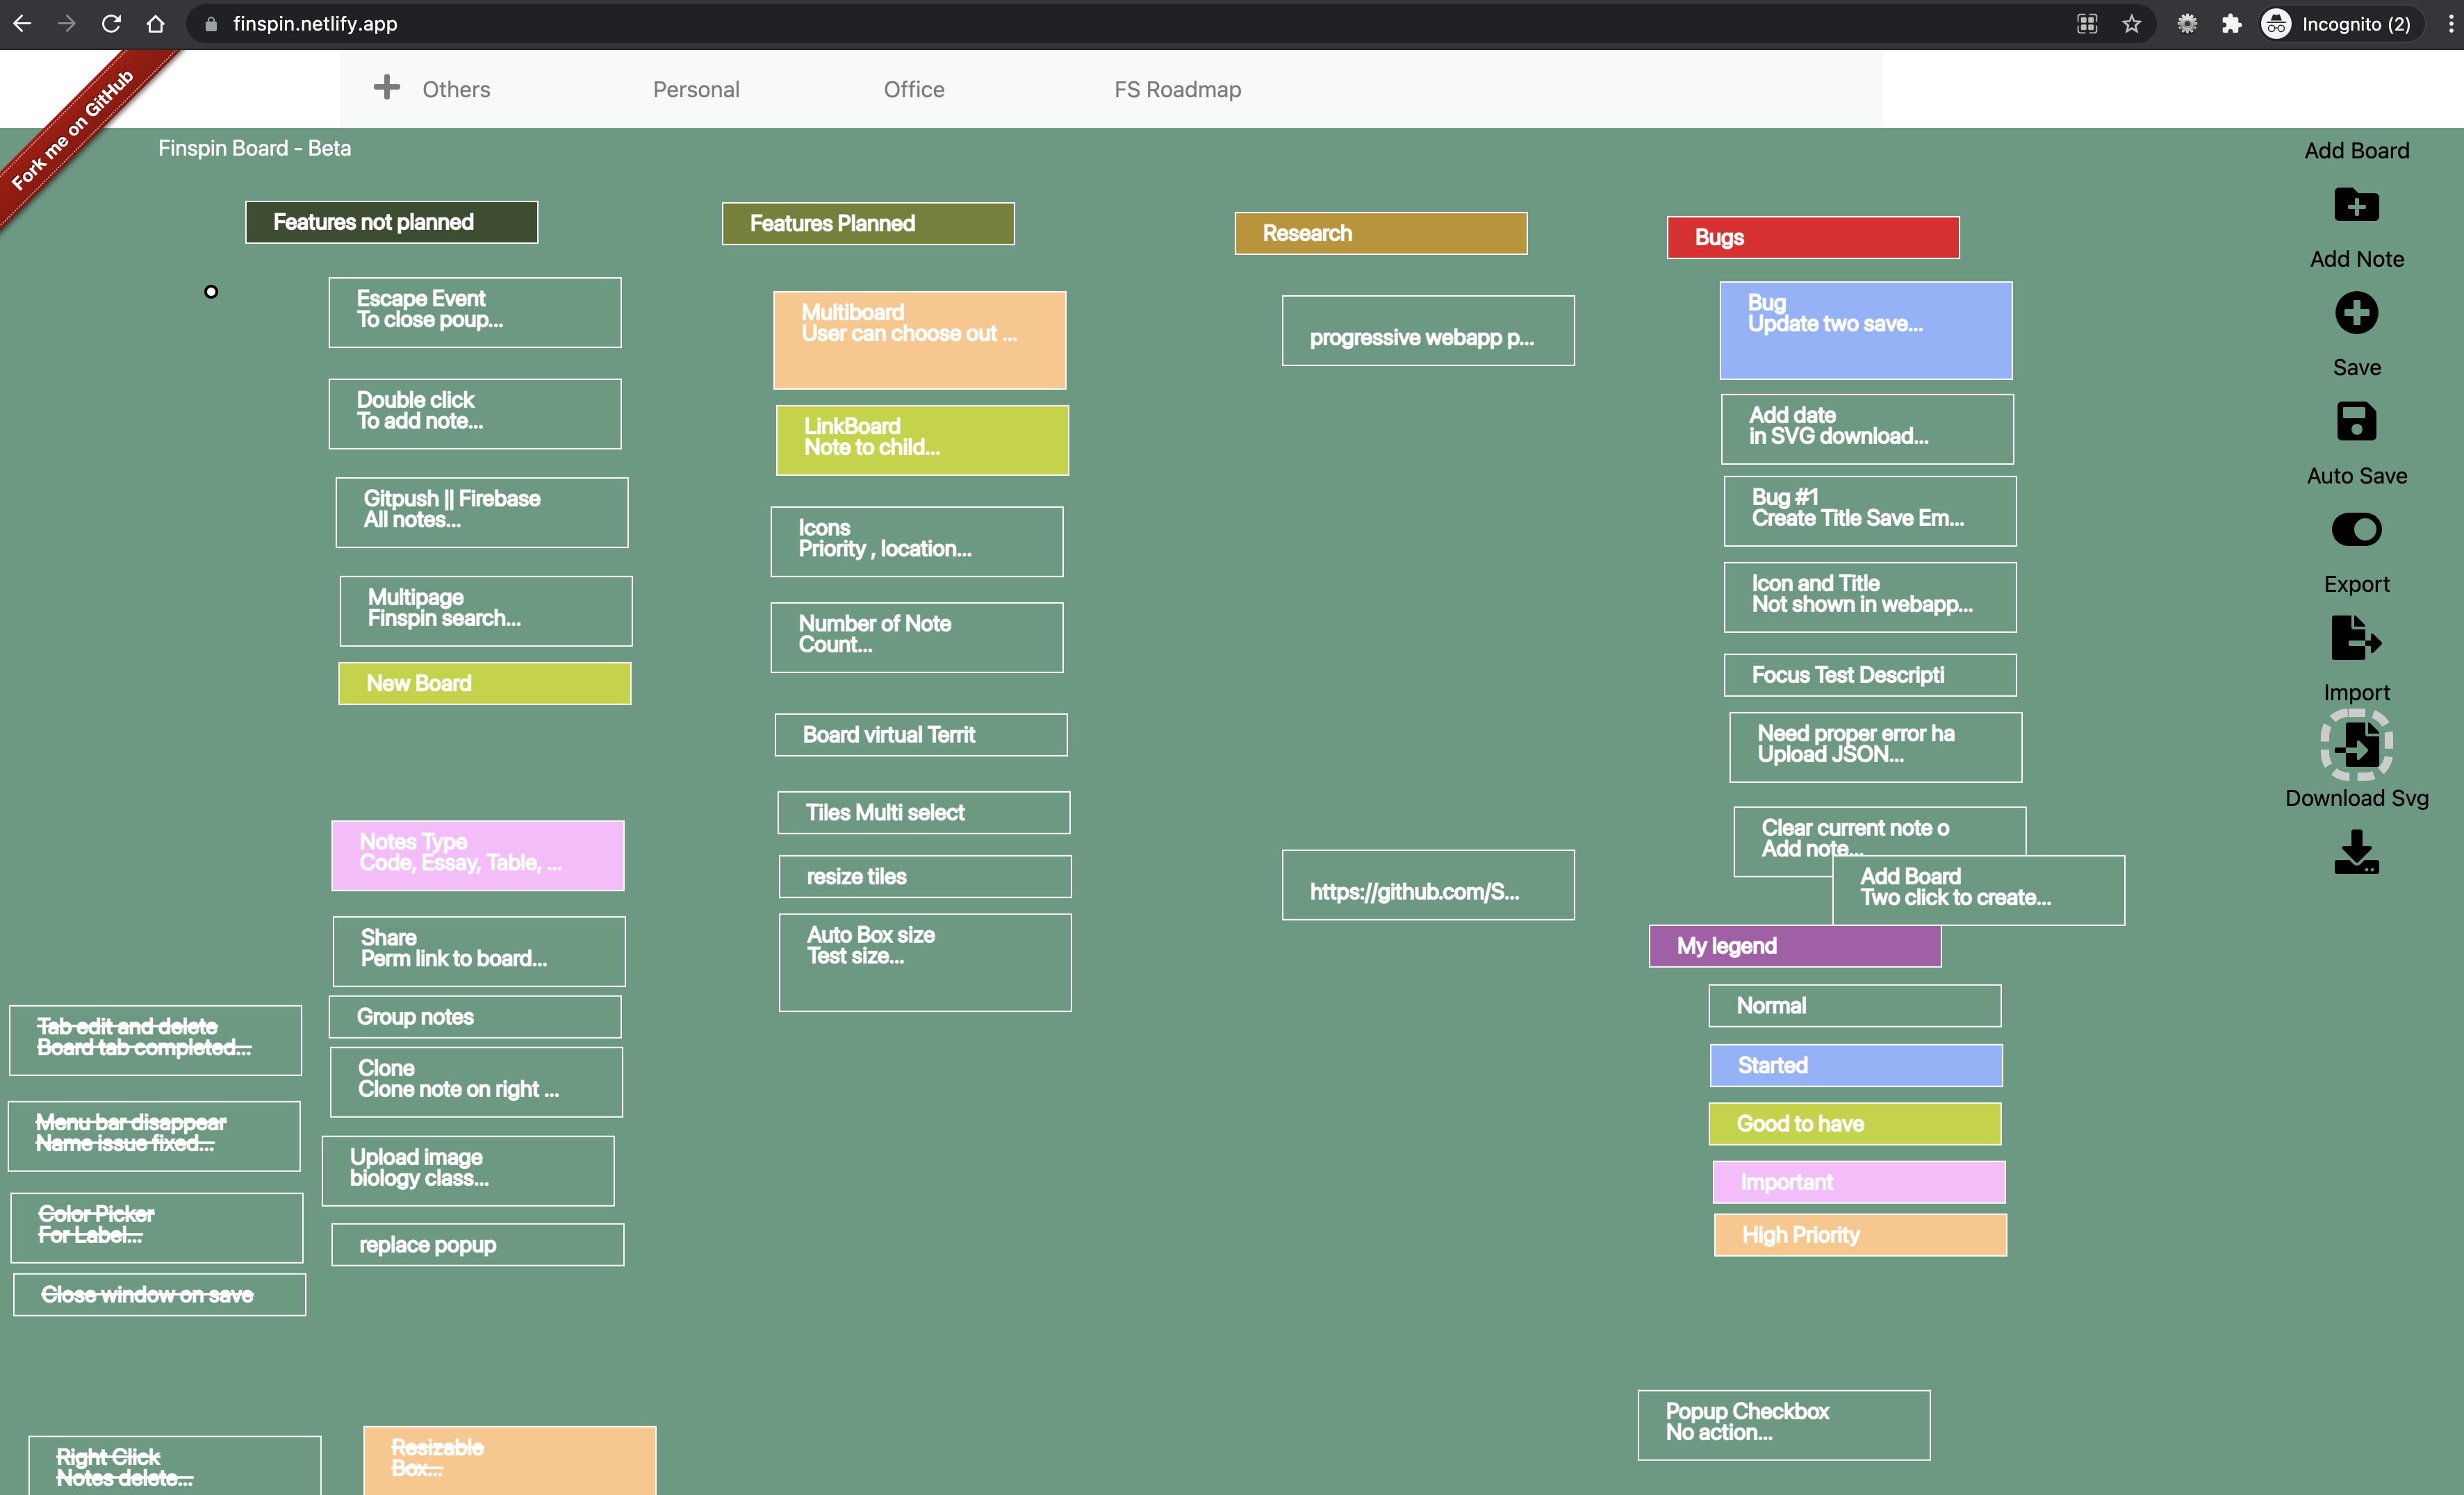 finspin.netlify.app
Incognito (2)
Fork me on GitHub
Others
Personal
Office
FS Roadmap
Finspin Board - Beta
Features not planned
Escape Event
To close poup...
Double click
To add note...
Gitpush || Firebase
All notes...
Multipage
Finspin search...
New Board
Notes Type
Code, Essay, Table, ...
Share
Perm link to board...
Group notes
Clone
Clone note on right ...
Upload image
biology class...
replace popup
Tab edit and delete
Board tab completed...
Menu bar disappear
Name issue fixed...
Color Picker
For Label...
Close window on save
Right Click
Notes delete...
Resizable
Box...
Features Planned
Multiboard
User can choose out ...
LinkBoard
Note to child...
Icons
Priority , location...
Number of Note
Count...
Board virtual Territ
Tiles Multi select
resize tiles
Auto Box size
Test size...
Research
progressive webapp p...
https://github.com/S...
Bugs
Bug
Update two save...
Add date
in SVG download...
Bug #1
Create Title Save Em...
Icon and Title
Not shown in webapp...
Focus Test Descripti
Need proper error ha
Upload JSON...
Clear current note o
Add note...
Add Board
Two click to create...
My legend
Normal
Started
Good to have
Important
High Priority
Popup Checkbox
No action...
Add Board
Add Note
Save
Auto Save
Export
Import
Download Svg